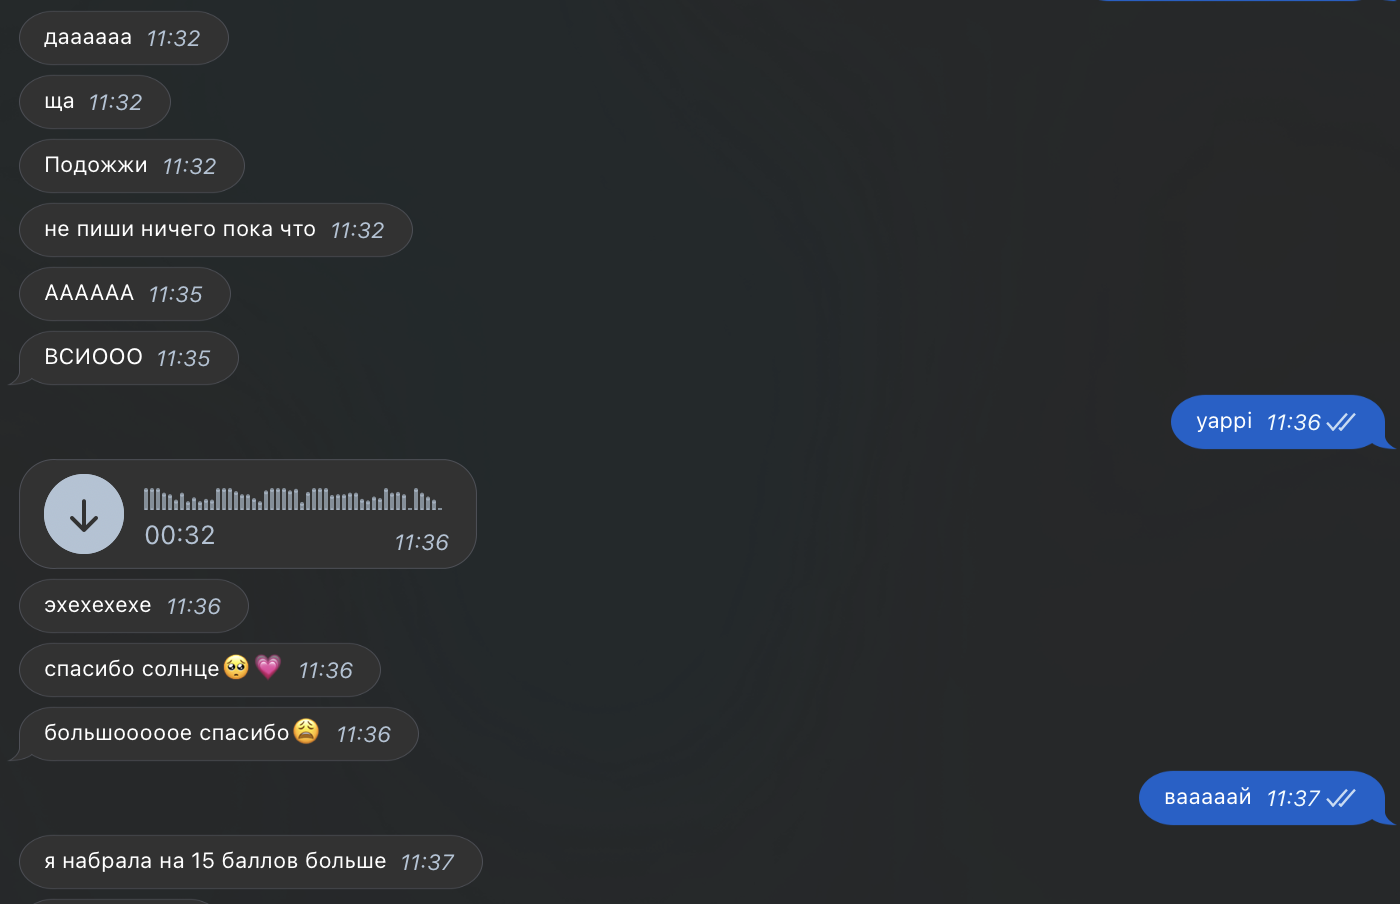 даааааа 11:32
ща 11:32
Подожжи 11:32
не пиши ничего пока что 11:32
АААААА 11:35
ВСИООО 11:35
yappi 11:36
00:32 11:36
эхехехехе 11:36
спасибо солнце🥺💗 11:36
большооооое спасибо😩 11:36
вааааай 11:37
я набрала на 15 баллов больше 11:37